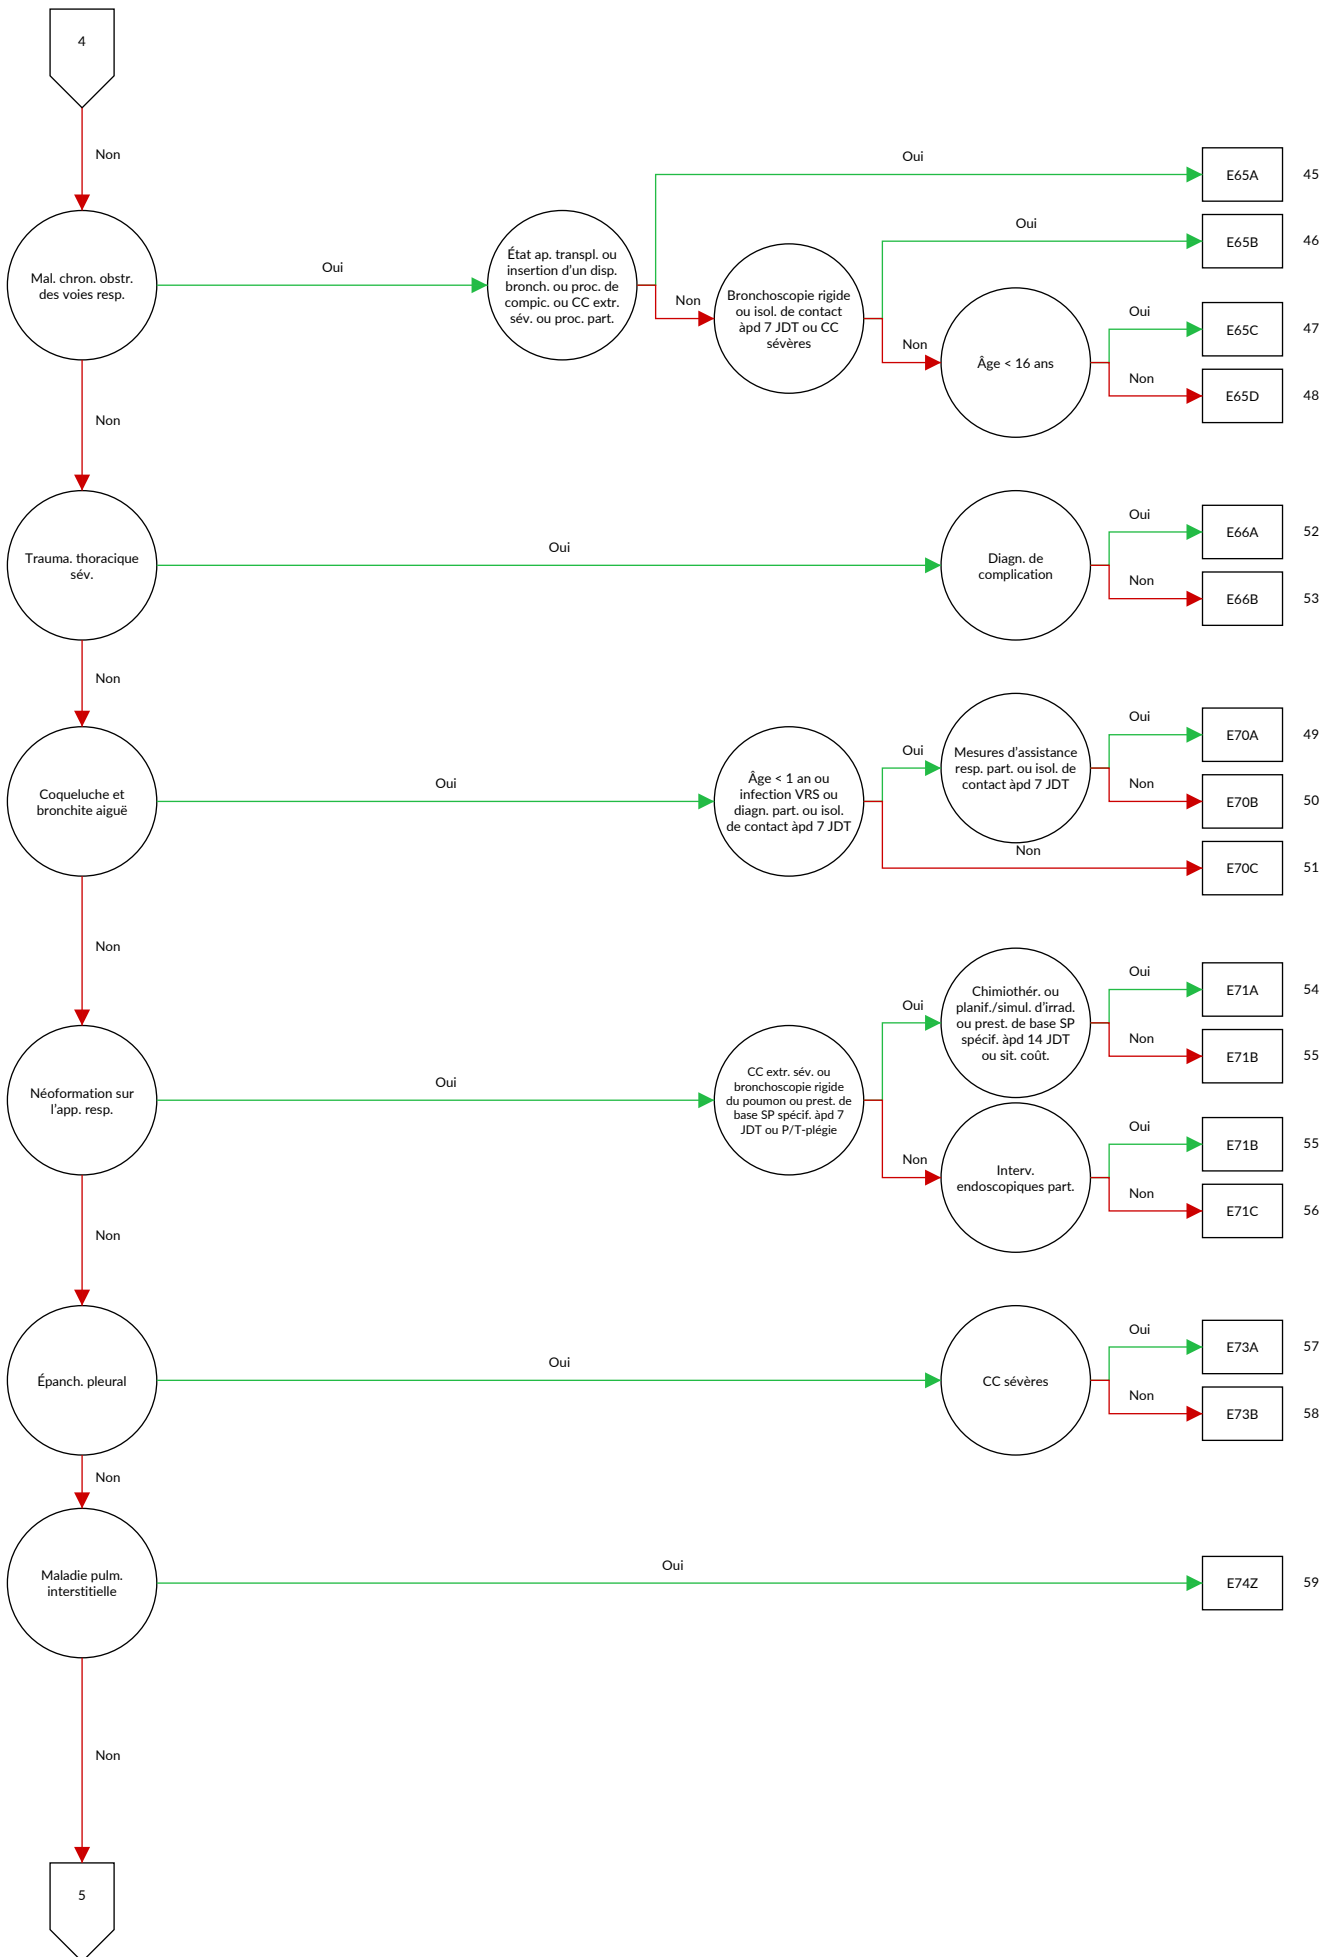 4
Non
Mal. chron. obstr.
des voies resp.
Oui
État ap. transpl. ou
insertion d'un disp.
bronch. ou proc. de
compic. ou CC extr.
sév. ou proc. part.
Oui
E65A
45
Non
Bronchoscopie rigide
ou isol. de contact
àpd 7 JDT ou CC
sévères
Oui
E65B
46
Non
Âge < 16 ans
Oui
E65C
47
Non
E65D
48
Non
Trauma. thoracique
sév.
Oui
Diagn. de
complication
Oui
E66A
52
Non
E66B
53
Non
Coqueluche et
bronchite aiguë
Oui
Âge < 1 an ou
infection VRS ou
diagn. part. ou isol.
de contact àpd 7 JDT
Oui
Mesures d'assistance
resp. part. ou isol. de
contact àpd 7 JDT
Oui
E70A
49
Non
E70B
50
Non
E70C
51
Non
Néoformation sur
l'app. resp.
Oui
CC extr. sév. ou
bronchoscopie rigide
du poumon ou prest. de
base SP spécif. àpd 7
JDT ou P/T-plégie
Oui
Chimiothér. ou
planif./simul. d'irrad.
ou prest. de base SP
spécif. àpd 14 JDT
ou sit. coût.
Oui
E71A
54
Non
E71B
55
Non
Interv.
endoscopiques part.
Oui
E71B
55
Non
E71C
56
Non
Épanch. pleural
Oui
CC sévères
Oui
E73A
57
Non
E73B
58
Non
Maladie pulm.
interstitielle
Oui
E74Z
59
Non
5